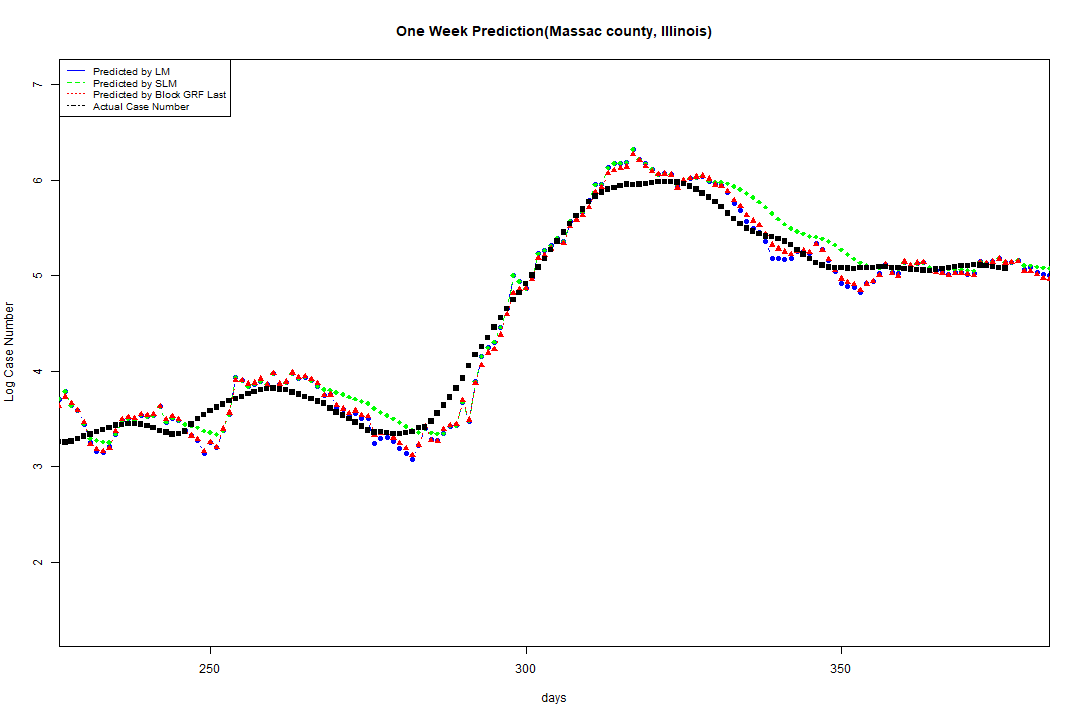 One Week Prediction(Massac county, Illinois)
Predicted by LM
Predicted by SLM
Predicted by Block GRF Last
Actual Case Number
7
6
5
4
3
2
Log Case Number
250
300
350
days